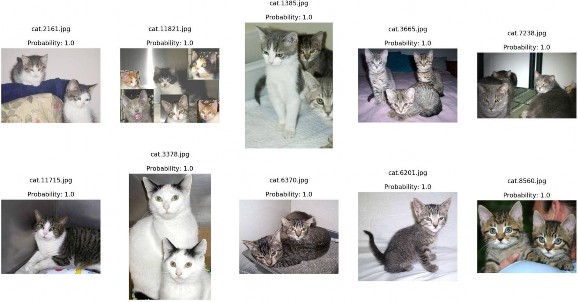 cat.2161.jpg
Probability: 1.0
cat.11821.jpg
Probability: 1.0
cat.1385.jpg
Probability: 1.0
cat.3665.jpg
Probability: 1.0
cat.7238.jpg
Probability: 1.0
cat.11715.jpg
Probability: 1.0
cat.3378.jpg
Probability: 1.0
cat.6370.jpg
Probability: 1.0
cat.6201.jpg
Probability: 1.0
cat.8560.jpg
Probability: 1.0